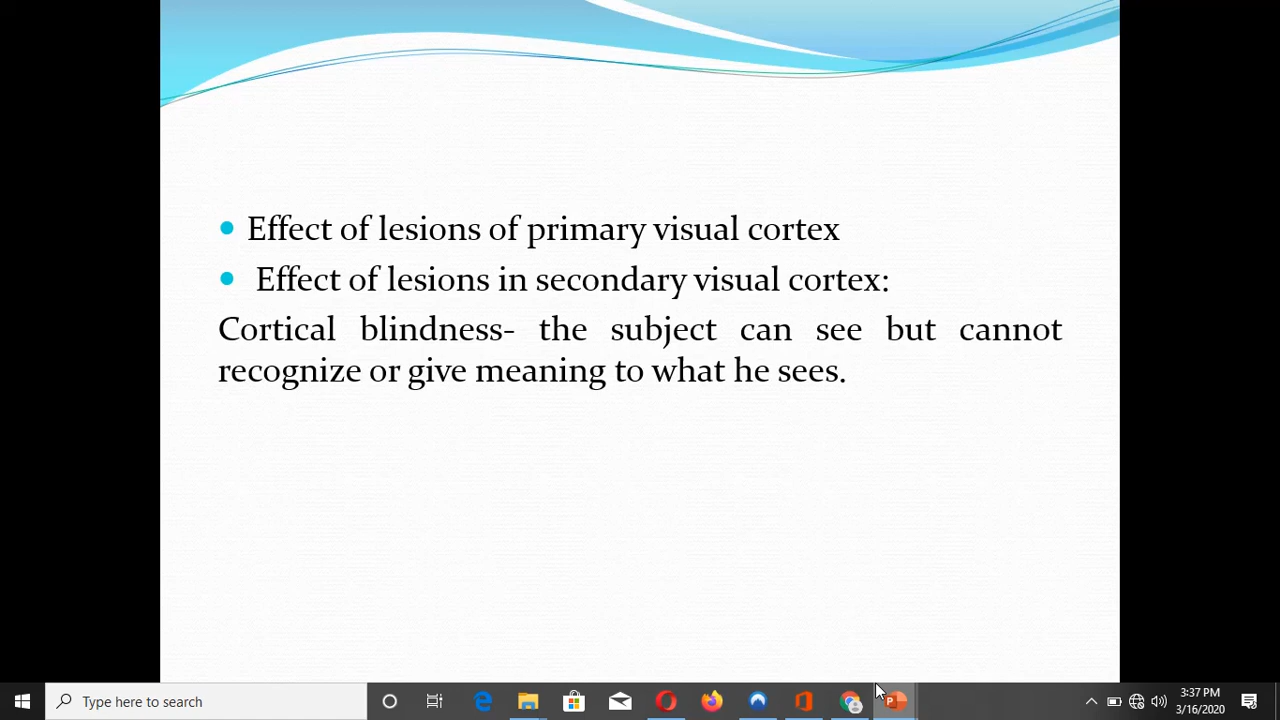 • Effect of lesions of primary visual cortex
• Effect of lesions in secondary visual cortex:
Cortical blindness- the subject can see but cannot
recognize or give meaning to what he sees.
Type here to search
3:37 PM
3/16/2020